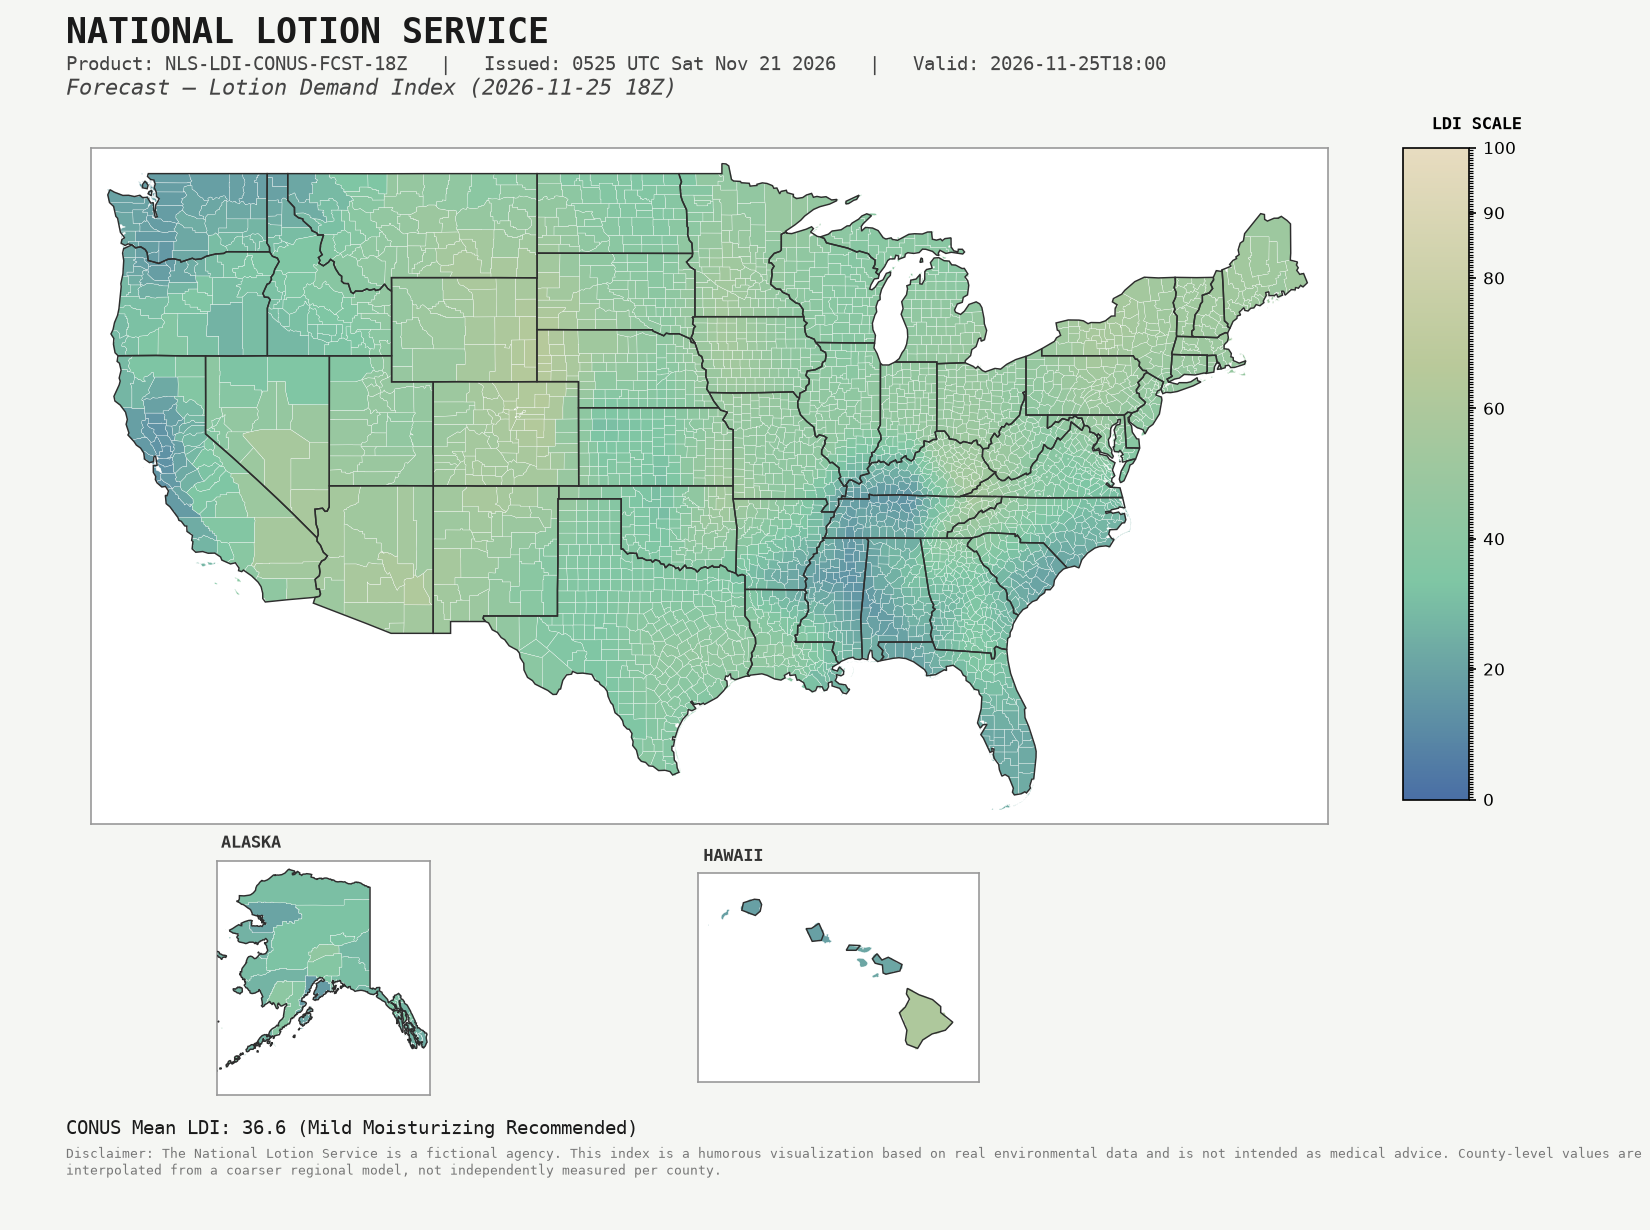 NATIONAL LOTION SERVICE
Product: NLS-LDI-CONUS-FCST-18Z | Issued: 0525 UTC Sat Nov 21 2026 | Valid: 2026-11-25T18:00
Forecast — Lotion Demand Index (2026-11-25 18Z)
LDI SCALE
100
90
80
60
40
20
0
ALASKA
HAWAII
CONUS Mean LDI: 36.6 (Mild Moisturizing Recommended)
Disclaimer: The National Lotion Service is a fictional agency. This index is a humorous visualization based on real environmental data and is not intended as medical advice. County-level values are
interpolated from a coarser regional model, not independently measured per county.